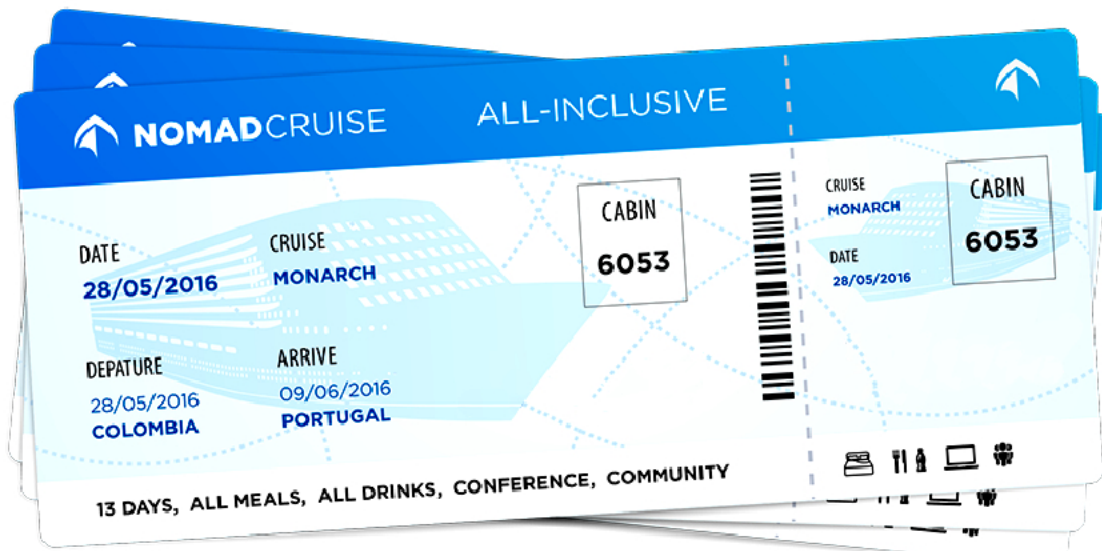 NOMADCRUISE
ALL-INCLUSIVE
DATE
28/05/2016
CRUISE
MONARCH
CABIN
6053
DEPATURE
28/05/2016
COLOMBIA
ARRIVE
09/06/2016
PORTUGAL
13 DAYS, ALL MEALS, ALL DRINKS, CONFERENCE, COMMUNITY
CRUISE
MONARCH
DATE
28/05/2016
CABIN
6053